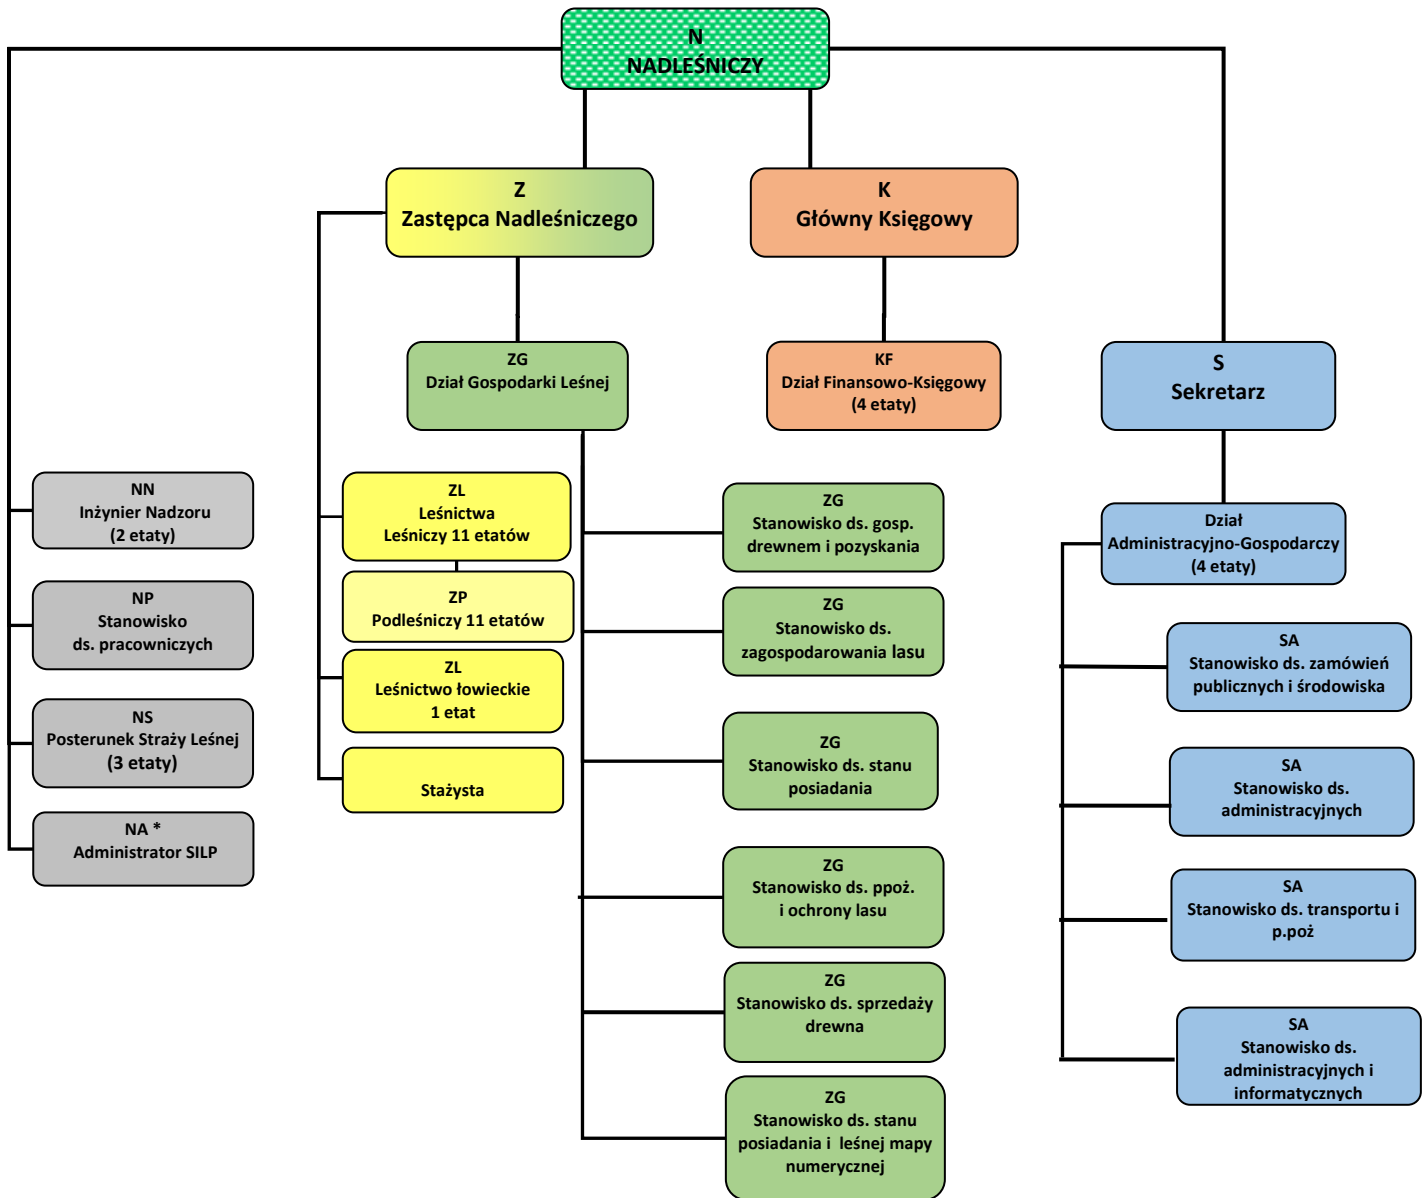 N
NADLEŚNICZY
Z
Zastępca Nadleśniczego
K
Główny Księgowy
ZG
Dział Gospodarki Leśnej
KF
Dział Finansowo-Księgowy
(4 etaty)
S
Sekretarz
NN
Inżynier Nadzoru
(2 etaty)
NP
Stanowisko
ds. pracowniczych
NS
Posterunek Straży Leśnej
(3 etaty)
NA *
Administrator SILP
ZL
Leśnictwa
Leśniczy 11 etatów
ZP
Podleśniczy 11 etatów
ZL
Leśnictwo łowieckie
1 etat
Stażysta
ZG
Stanowisko ds. gosp.
drewnem i pozyskania
ZG
Stanowisko ds.
zagospodarowania lasu
ZG
Stanowisko ds. stanu
posiadania
ZG
Stanowisko ds. ppoż.
i ochrony lasu
ZG
Stanowisko ds. sprzedaży
drewna
ZG
Stanowisko ds. stanu
posiadania i leśnej mapy
numerycznej
Dział
Administracyjno-Gospodarczy
(4 etaty)
SA
Stanowisko ds. zamówień
publicznych i środowiska
SA
Stanowisko ds.
administracyjnych
SA
Stanowisko ds. transportu i
p.poż
SA
Stanowisko ds.
administracyjnych i
informatycznych